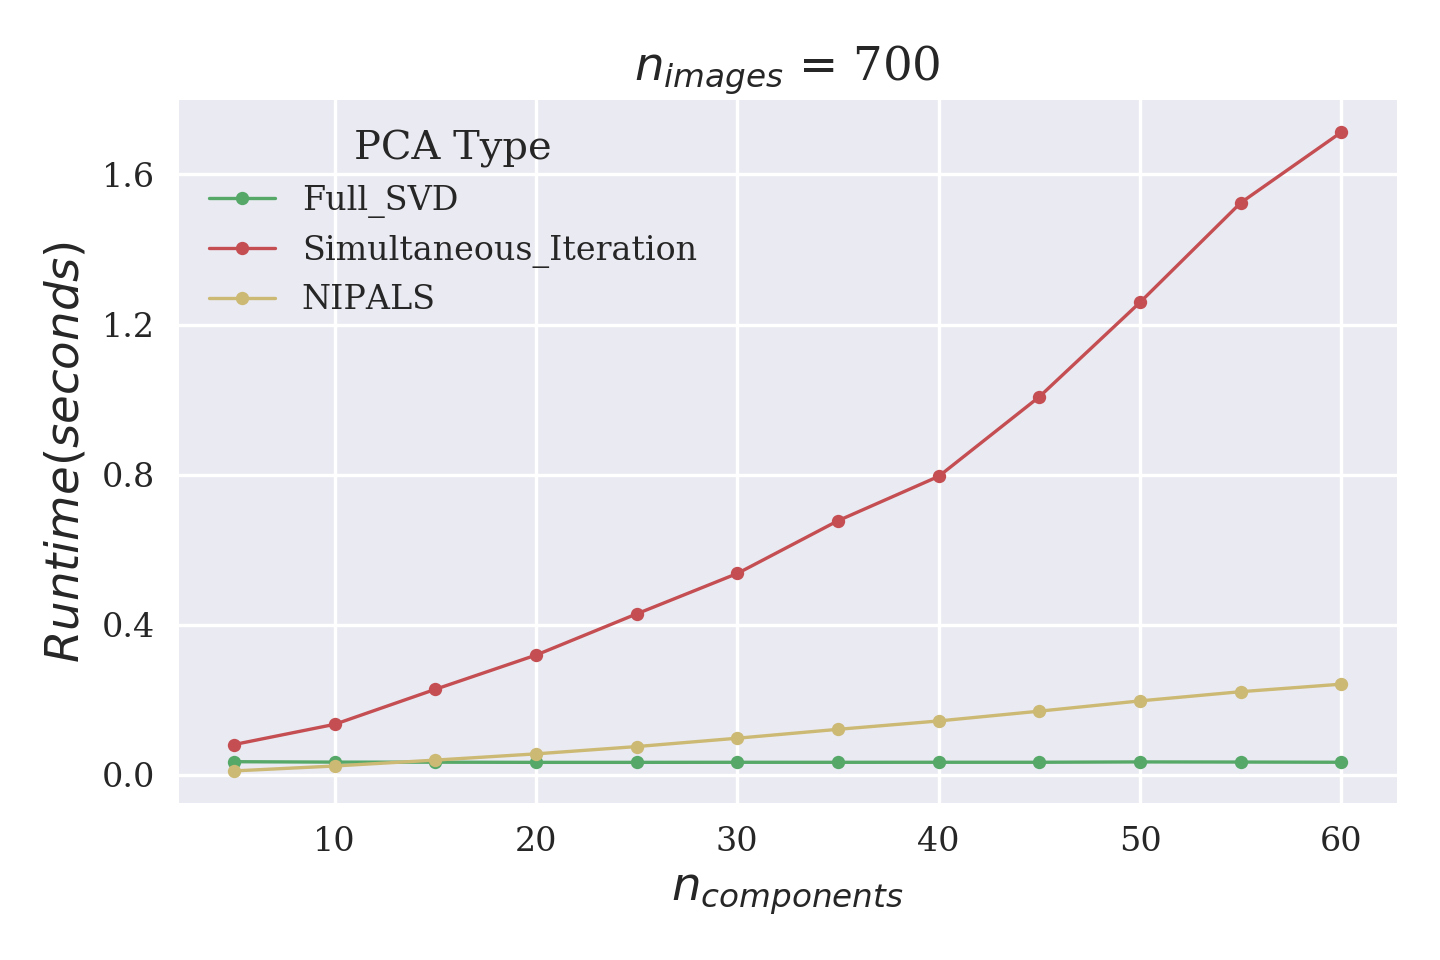 n_images = 700
PCA Type
Full_SVD
Simultaneous_Iteration
NIPALS
Runtime(seconds)
1.6
1.2
0.8
0.4
0.0
10 20 30 40 50 60
n_components